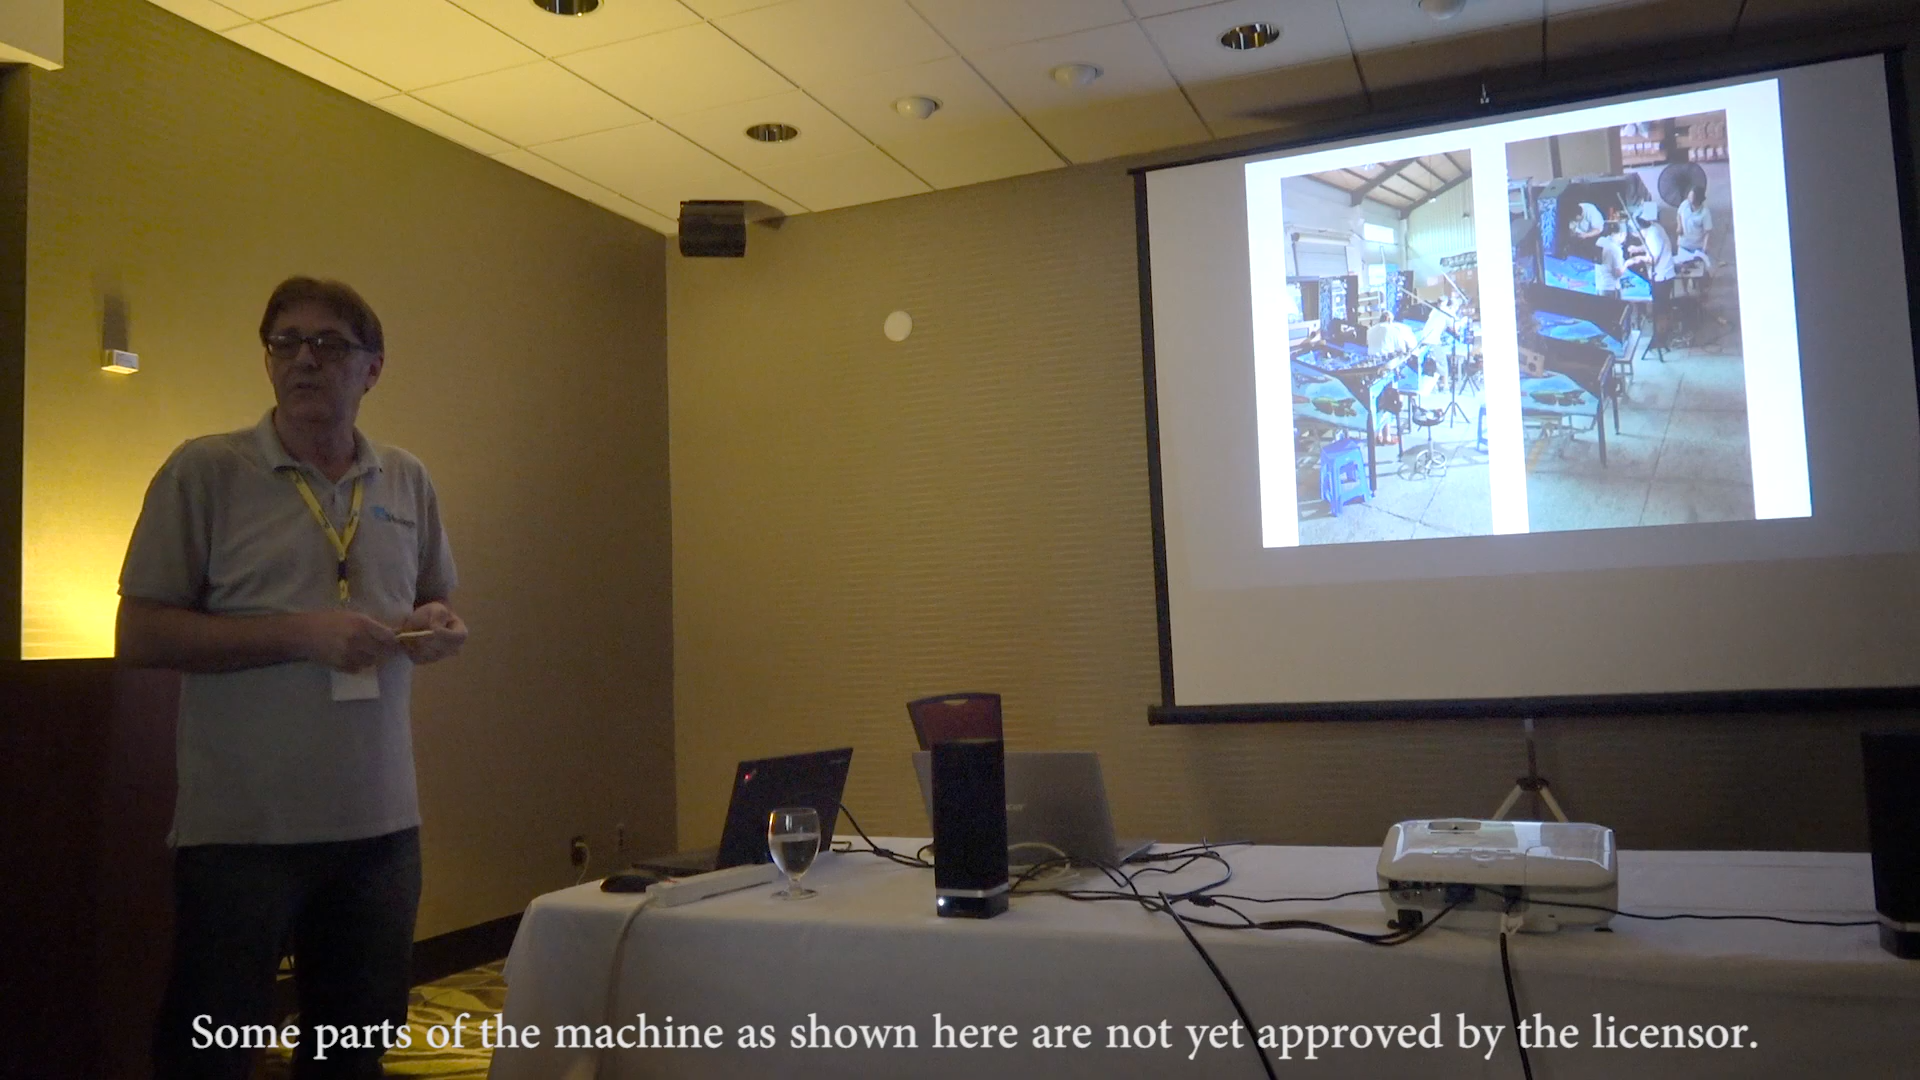 Some parts of the machine as shown here are not yet approved by the licensor.